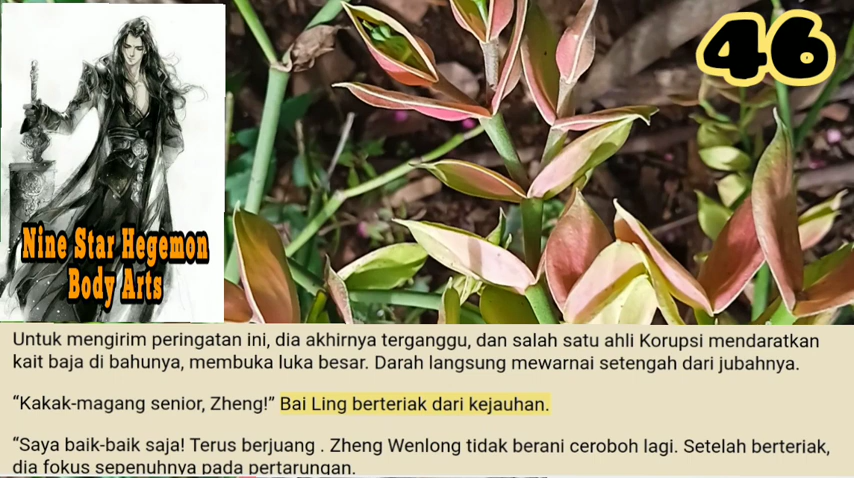 46
Nine Star Hegemon
Body Arts
Untuk mengirim peringatan ini, dia akhirnya terganggu, dan salah satu ahli Korupsi mendaratkan
kait baja di bahunya, membuka luka besar. Darah langsung mewarnai setengah dari jubahnya.
“Kakak-magang senior, Zheng!” Bai Ling berteriak dari kejauhan.
“Saya baik-baik saja! Terus berjuang . Zheng Wenlong tidak berani ceroboh lagi. Setelah berteriak,
dia fokus sepenuhnya pada pertarungan.